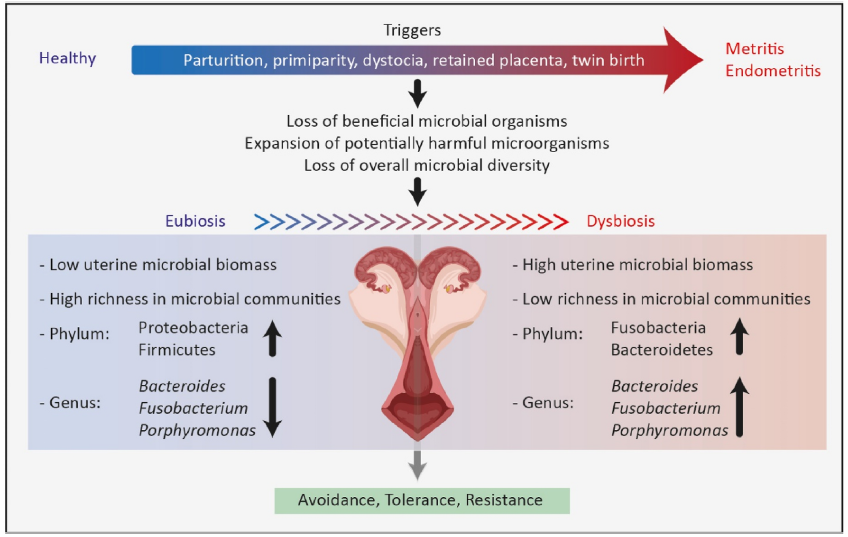 Triggers
Healthy
Parturition, primiparity, dystocia, retained placenta, twin birth
Metritis
Endometritis
Loss of beneficial microbial organisms
Expansion of potentially harmful microorganisms
Loss of overall microbial diversity
Eubiosis
Dysbiosis
- Low uterine microbial biomass
- High richness in microbial communities
- Phylum:
Proteobacteria
Firmicutes
- Genus:
Bacteroides
Fusobacterium
Porphyromonas
- High uterine microbial biomass
- Low richness in microbial communities
- Phylum:
Fusobacteria
Bacteroidetes
- Genus:
Bacteroides
Fusobacterium
Porphyromonas
Avoidance, Tolerance, Resistance